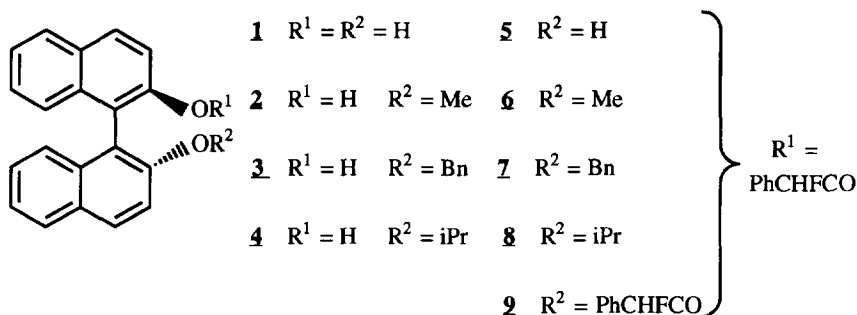 1 R¹ = R² = H 5 R² = H
OR¹
2 R¹ = H R² = Me 6 R² = Me
OR²
3 R¹ = H R² = Bn 7 R² = Bn
R¹ =
PhCHFCO
4 R¹ = H R² = iPr 8 R² = iPr
9 R² = PhCHFCO